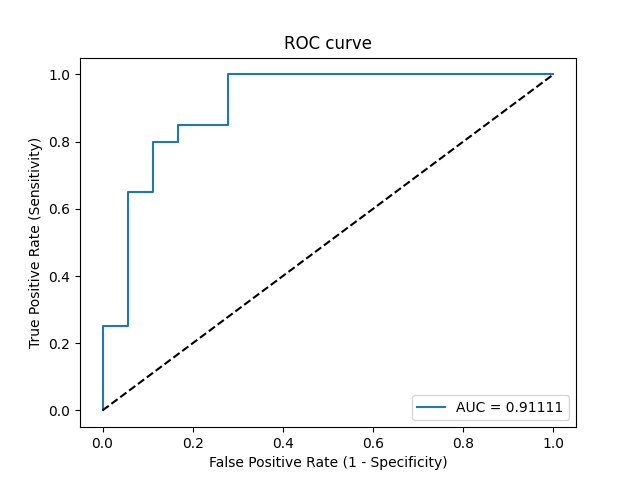 ROC curve
True Positive Rate (Sensitivity)
1.0
0.8
0.6
0.4
0.2
0.0
AUC = 0.91111
0.0 0.2 0.4 0.6 0.8 1.0
False Positive Rate (1 - Specificity)